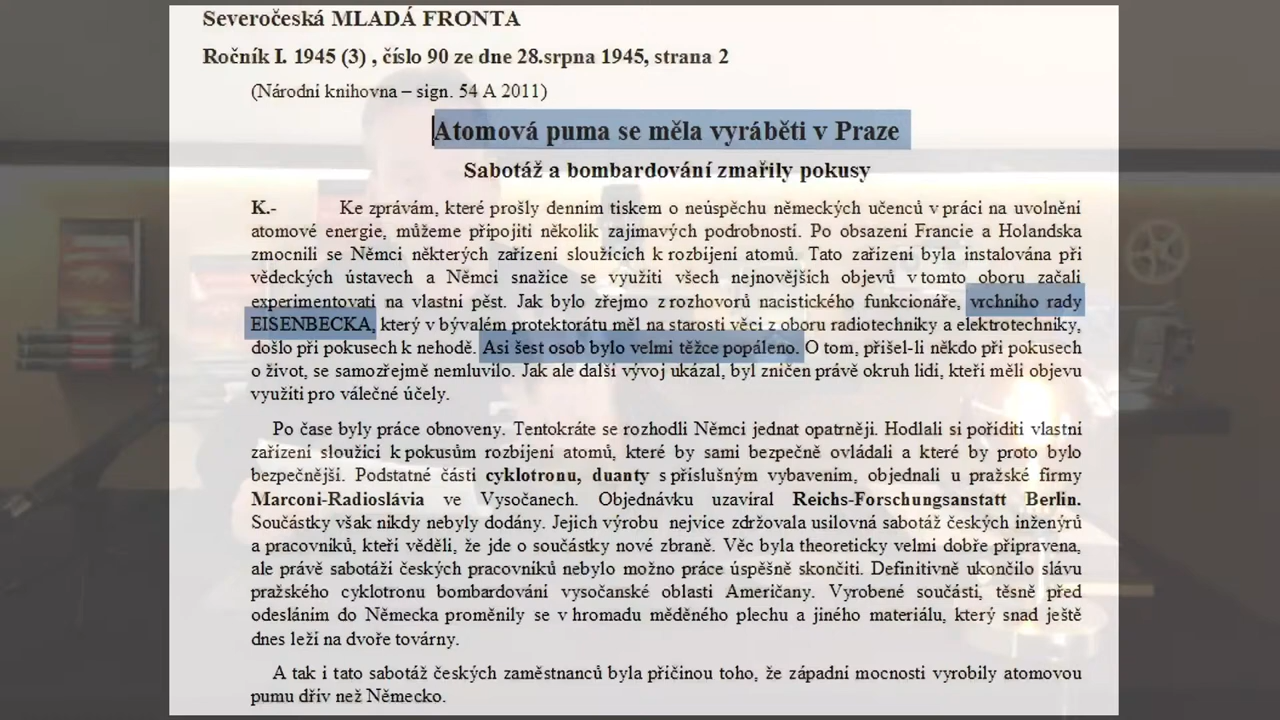 Severočeská MLADÁ FRONTA
Ročník I. 1945 (3) , číslo 90 ze dne 28.srpna 1945, strana 2
(Národní knihovna – sign. 54 A 2011)
Atomová puma se měla vyráběti v Praze
Sabotáž a bombardování zmařily pokusy
K.- Ke zprávám, které prošly denním tiskem o neúspěchu německých učenců v práci na uvolnění
atomové energie, můžeme připojiti několik zajímavých podrobností. Po obsazení Francie a Holandska
zmocnili se Němci některých zařízení sloužících k rozbíjení atomů. Tato zařízení byla instalována při
vědeckých ústavech a Němci snažíce se využíti všech nejnovějších objevů v tomto oboru začali
experimentovati na vlastní pěst. Jak bylo zřejmo z rozhovorů nacistického funkcionáře, vrchního rady
EISENBECKA, který v bývalém protektorátu měl na starosti věci z oboru radiotechniky a elektrotechniky,
došlo při pokusech k nehodě. Asi šest osob bylo velmi těžce popáleno. O tom, přišel-li někdo při pokusech
o život, se samozřejmě nemluvilo. Jak ale další vývoj ukázal, byl zničen právě okruh lidí, kteří měli objevu
využíti pro válečné účely.
Po čase byly práce obnoveny. Tentokráte se rozhodli Němci jednat opatrněji. Hodlali si poříditi vlastní
zařízení sloužící k pokusům rozbíjení atomů, které by sami bezpečně ovládali a které by proto bylo
bezpečnější. Podstatné části cyklotronu, duanty s příslušným vybavením, objednali u pražské firmy
Marconi-Radioslávia ve Vysočanech. Objednávku uzavíral Reichs-Forschungsanstatt Berlin.
Součástky však nikdy nebyly dodány. Jejich výrobu nejvíce zdržovala usilovná sabotáž českých inženýrů
a pracovníků, kteří věděli, že jde o součástky nové zbraně. Věc byla theoreticky velmi dobře připravena,
ale právě sabotáží českých pracovníků nebylo možno práce úspěšně skončiti. Definitivně ukončilo slávu
pražského cyklotronu bombardování vysočanské oblasti Američany. Vyrobené součásti, těsně před
odesláním do Německa proměnily se v hromadu měděného plechu a jiného materiálu, který snad ještě
dnes leží na dvoře továrny.
A tak i tato sabotáž českých zaměstnanců byla příčinou toho, že západní mocnosti vyrobily atomovou
pumu dřív než Německo.